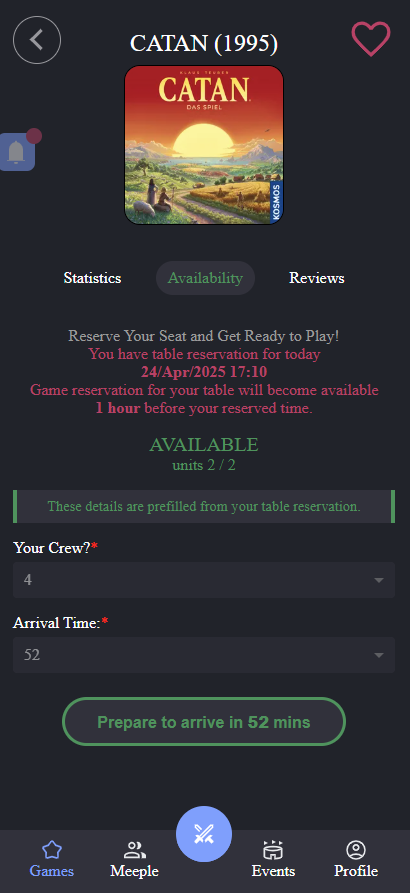 CATAN (1995)
KLAUS TEUBER
CATAN
DAS SPIEL
KOSMOS
Statistics
Availability
Reviews
Reserve Your Seat and Get Ready to Play!
You have table reservation for today
24/Apr/2025 17:10
Game reservation for your table will become available
1 hour before your reserved time.
AVAILABLE
units 2 / 2
These details are prefilled from your table reservation.
Your Crew?*
4
Arrival Time:*
52
Prepare to arrive in 52 mins
Games
Meeple
Events
Profile